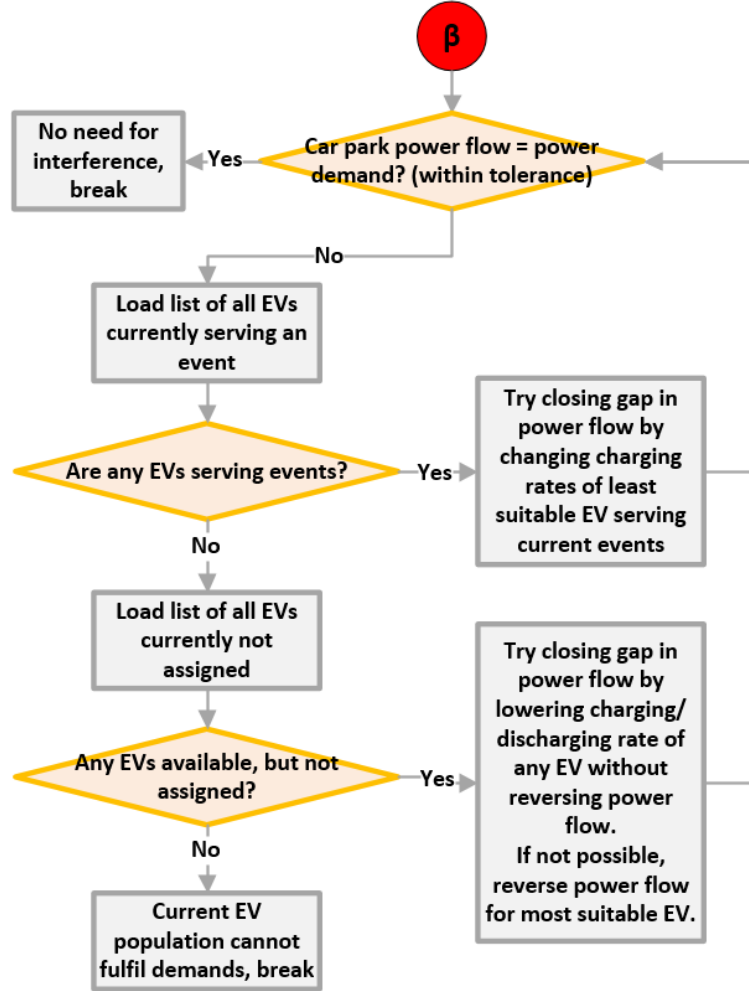 β
Car park power flow = power
demand? (within tolerance)
Yes
No need for
interference,
break
No
Load list of all EVs
currently serving an
event
Are any EVs serving events?
Yes
Try closing gap in
power flow by
changing charging
rates of least
suitable EV serving
current events
No
Load list of all EVs
currently not
assigned
Any EVs available, but not
assigned?
Yes
Try closing gap in
power flow by
lowering charging/
discharging rate of
any EV without
reversing power
flow.
If not possible,
reverse power flow
for most suitable EV.
No
Current EV
population cannot
fulfil demands, break